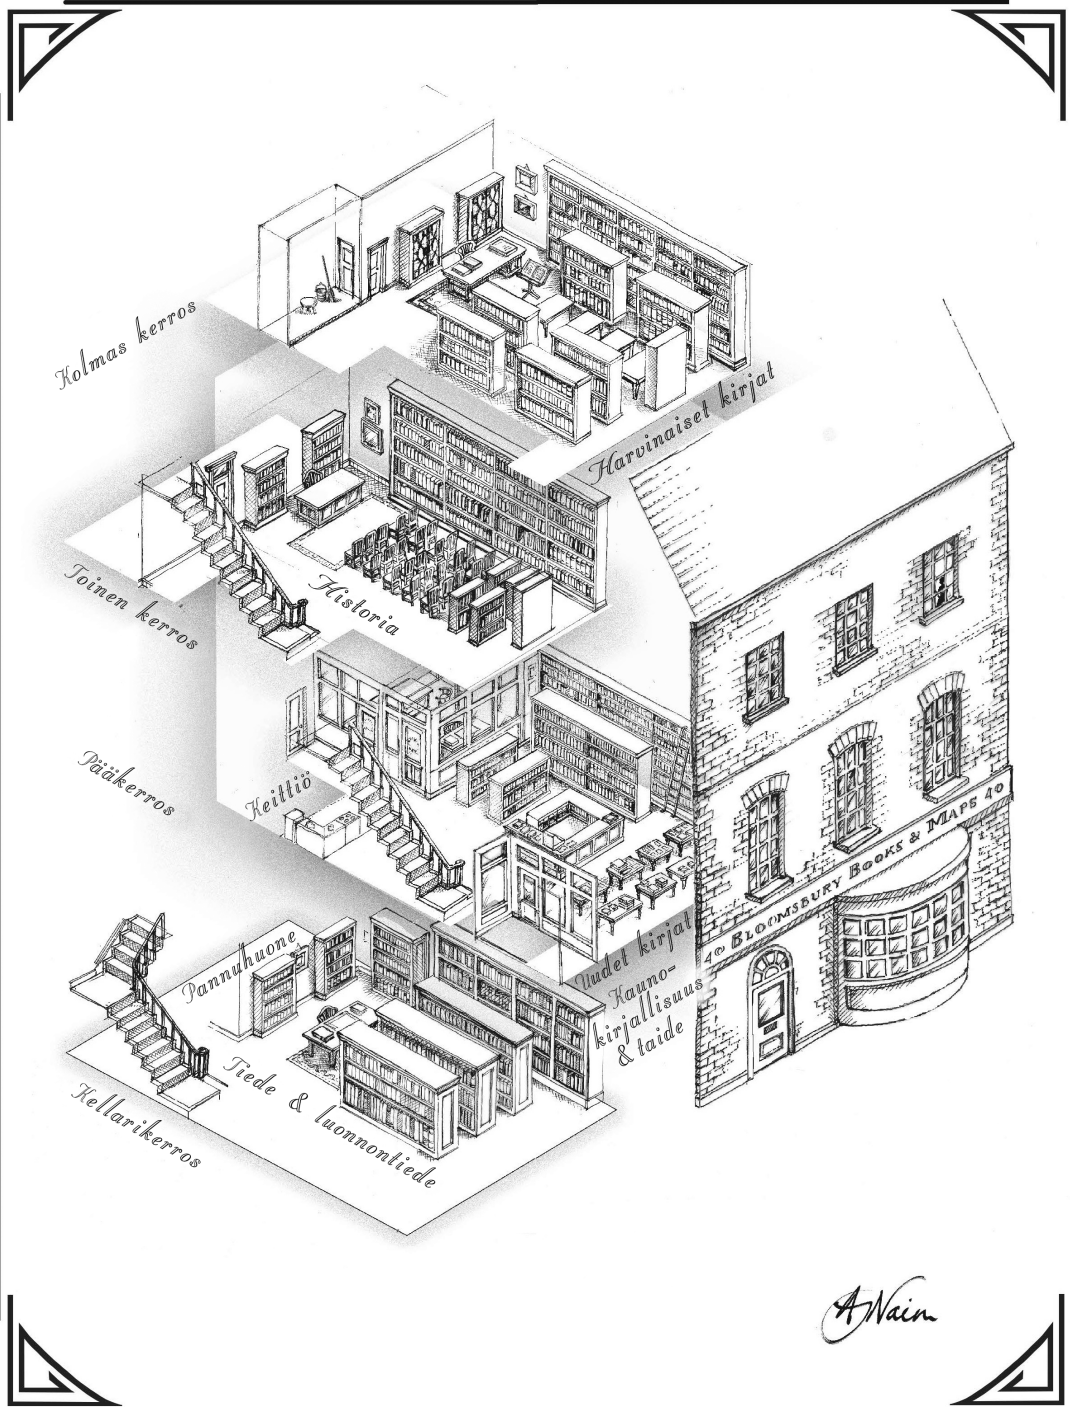 Kolmas kerros
Harvinaiset kirjat
Toinen kerros
Historia
Pääkerros
Keittiö
40 BLOOMSBURY BOOKS & MAPS 40
Uudet kirjat
Kauno-
kirjallisuus
& taide
Pannuhuone
Tiede & luonnontiede
Kellarikerros
A Nairn